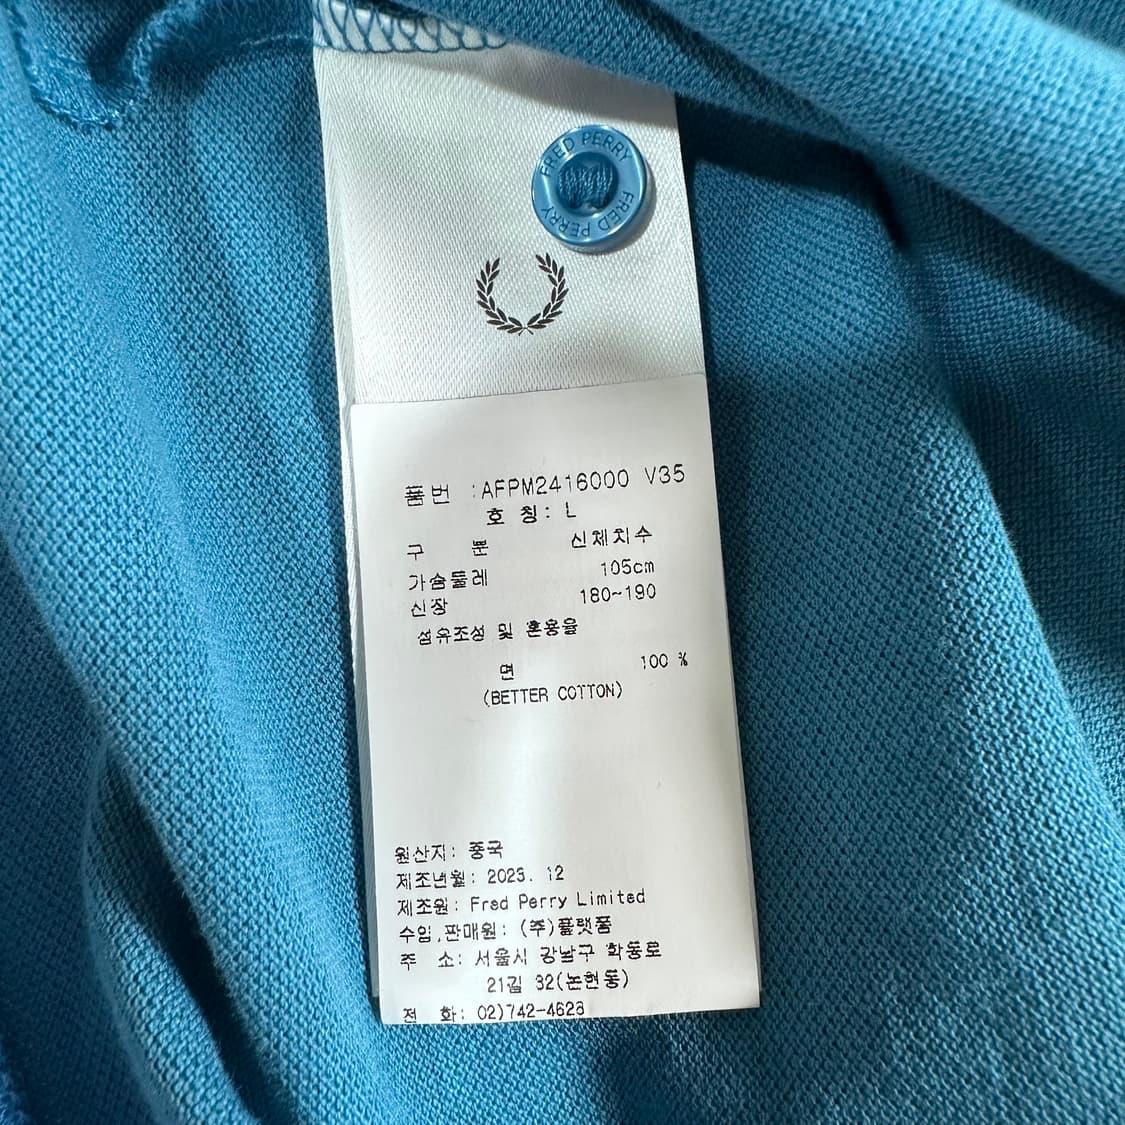 FRED PERRY FRED PERRY
품번 :AFPM2416000 V35
호 칭: L
구 분 신체치수
가슴둘레 105cm
신장 180~190
섬유조성 및 혼용율
면 100 %
(BETTER COTTON)
원산지: 중국
제조년월: 2023. 12
제조원: Fred Perry Limited
수입,판매원: (주)플랫폼
주 소: 서울시 강남구 학동로
21길 32(논현동)
전 화: 02)742-4628